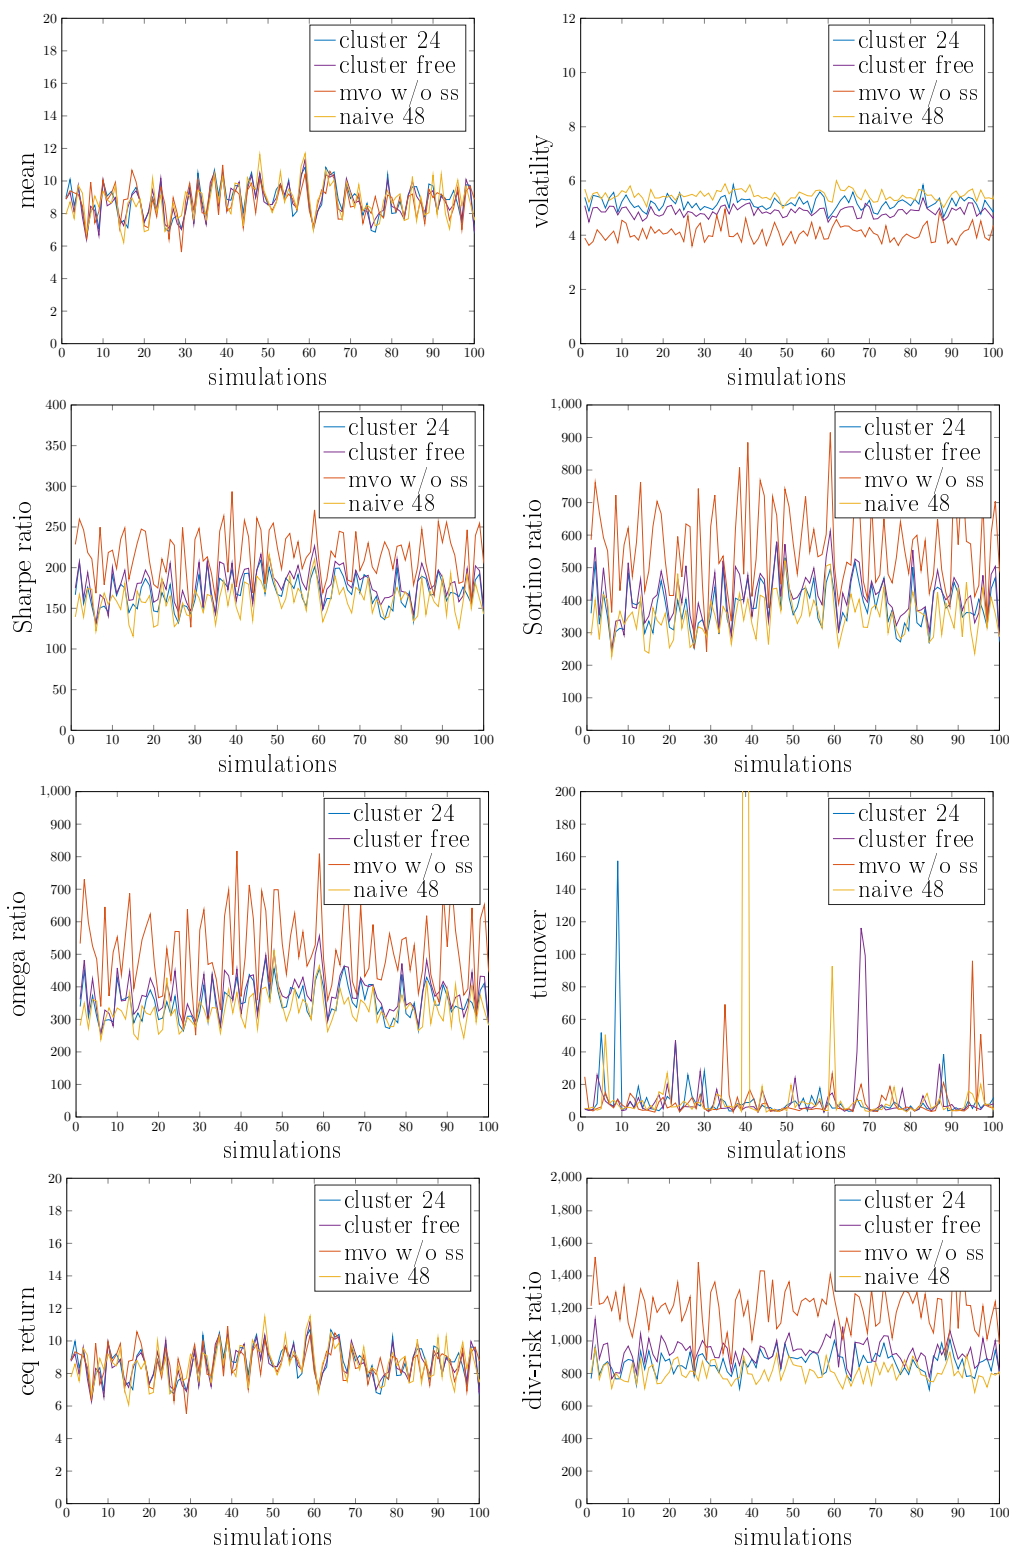 mean
20
18
16
14
12
10
8
6
4
2
0
0 10 20 30 40 50 60 70 80 90 100
simulations
cluster 24
cluster free
mvo w/o ss
naive 48
volatility
12
10
8
6
4
2
0
0 10 20 30 40 50 60 70 80 90 100
simulations
cluster 24
cluster free
mvo w/o ss
naive 48
Sharpe ratio
400
350
300
250
200
150
100
50
0
0 10 20 30 40 50 60 70 80 90 100
simulations
cluster 24
cluster free
mvo w/o ss
naive 48
Sortino ratio
1,000
900
800
700
600
500
400
300
200
100
0
0 10 20 30 40 50 60 70 80 90 100
simulations
cluster 24
cluster free
mvo w/o ss
naive 48
omega ratio
1,000
900
800
700
600
500
400
300
200
100
0
0 10 20 30 40 50 60 70 80 90 100
simulations
cluster 24
cluster free
mvo w/o ss
naive 48
turnover
200
180
160
140
120
100
80
60
40
20
0
0 10 20 30 40 50 60 70 80 90 100
simulations
cluster 24
cluster free
mvo w/o ss
naive 48
ceq return
20
18
16
14
12
10
8
6
4
2
0
0 10 20 30 40 50 60 70 80 90 100
simulations
cluster 24
cluster free
mvo w/o ss
naive 48
div-risk ratio
2,000
1,800
1,600
1,400
1,200
1,000
800
600
400
200
0
0 10 20 30 40 50 60 70 80 90 100
simulations
cluster 24
cluster free
mvo w/o ss
naive 48